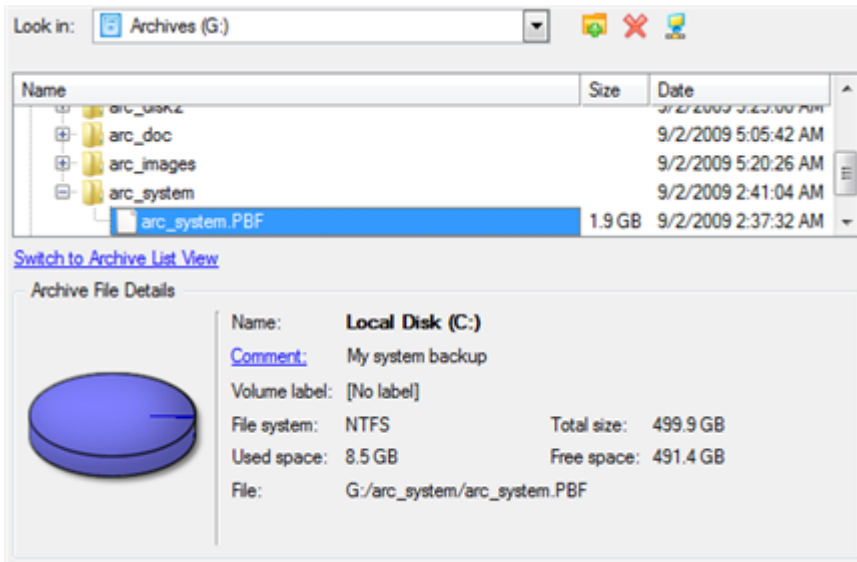 Look in: Archives (G:)
Name Size Date
arc_disk2
arc_doc 9/2/2009 5:05:42 AM
arc_images 9/2/2009 5:20:26 AM
arc_system 9/2/2009 2:41:04 AM
arc_system.PBF 1.9 GB 9/2/2009 2:37:32 AM
Switch to Archive List View
Archive File Details
Name: Local Disk (C:)
Comment: My system backup
Volume label: [No label]
File system: NTFS Total size: 499.9 GB
Used space: 8.5 GB Free space: 491.4 GB
File: G:/arc_system/arc_system.PBF